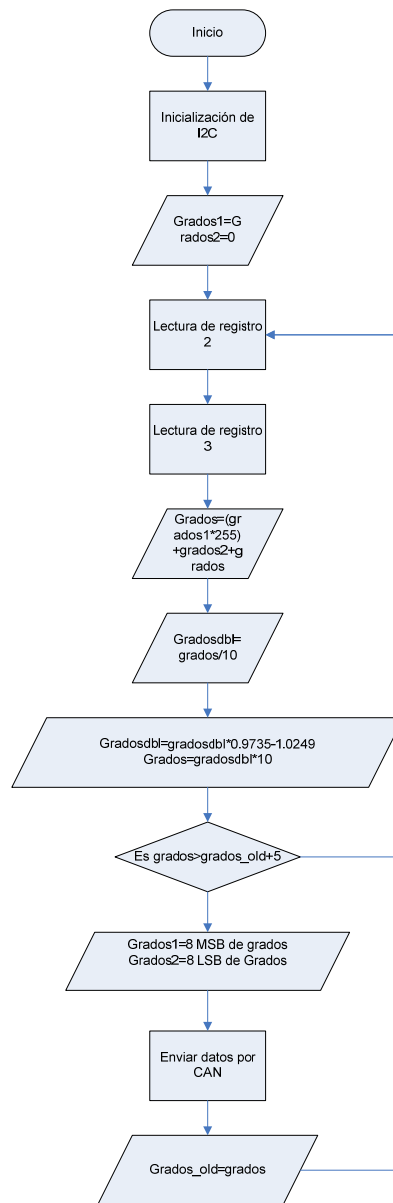 Inicio
Inicialización de
I2C
Grados1=G
rados2=0
Lectura de registro
2
Lectura de registro
3
Grados=(gr
ados1*255)
+grados2+g
rados
Gradosdbl=
grados/10
Gradosdbl=gradosdbl*0.9735-1.0249
Grados=gradosdbl*10
Es grados>grados_old+5
Grados1=8 MSB de grados
Grados2=8 LSB de Grados
Enviar datos por
CAN
Grados_old=grados